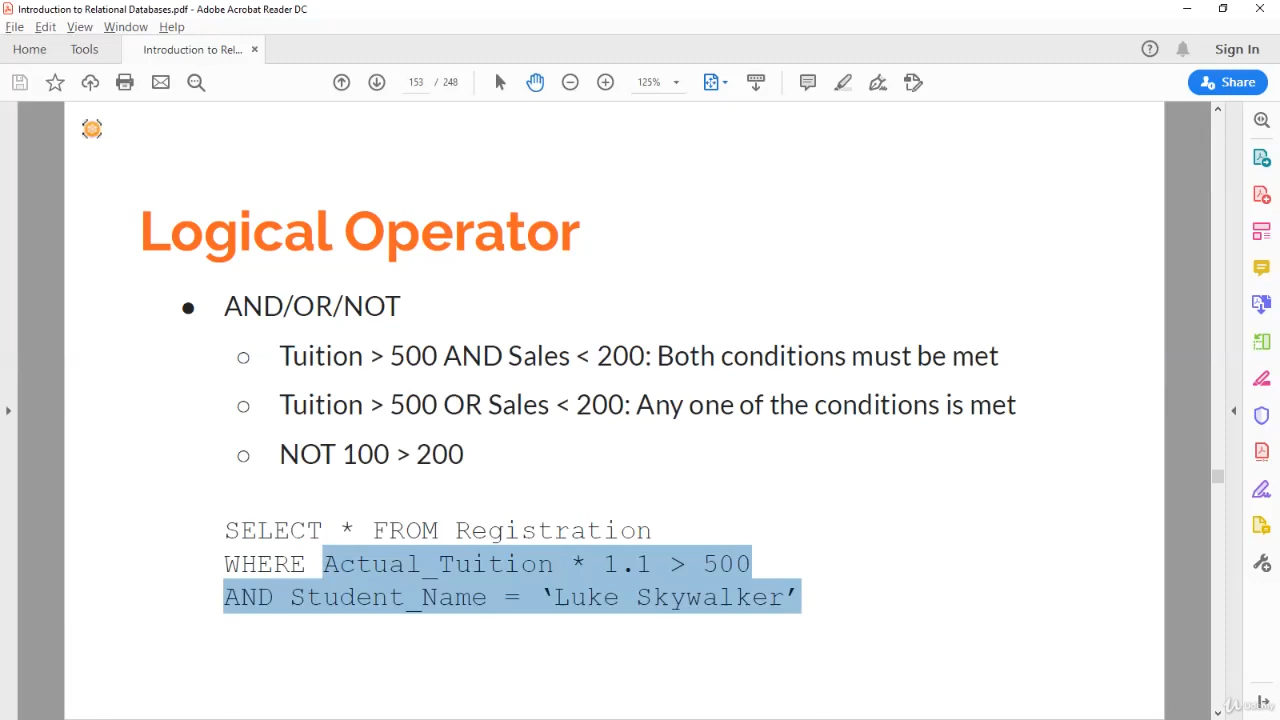 Introduction to Relational Databases.pdf - Adobe Acrobat Reader DC
File Edit View Window Help
Home Tools Introduction to Rel... × Sign In
153 / 248 125% Share
Logical Operator
● AND/OR/NOT
○ Tuition > 500 AND Sales < 200: Both conditions must be met
○ Tuition > 500 OR Sales < 200: Any one of the conditions is met
○ NOT 100 > 200
SELECT * FROM Registration
WHERE Actual_Tuition * 1.1 > 500
AND Student_Name = ‘Luke Skywalker’
Udemy